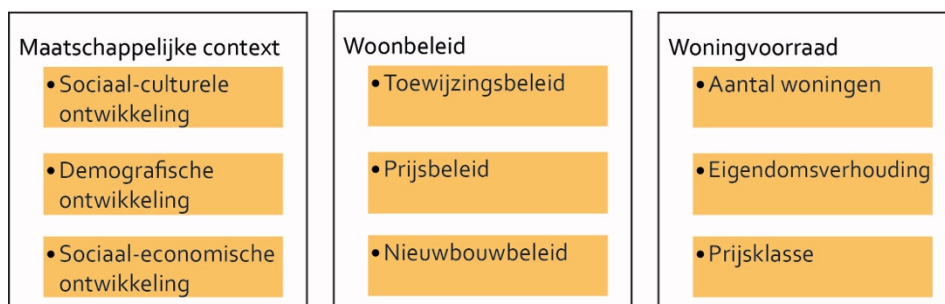 Maatschappelijke context
• Sociaal-culturele
ontwikkeling
• Demografische
ontwikkeling
• Sociaal-economische
ontwikkeling
Woonbeleid
• Toewijzingsbeleid
• Prijsbeleid
• Nieuwbouwbeleid
Woningvoorraad
• Aantal woningen
• Eigendomsverhouding
• Prijsklasse